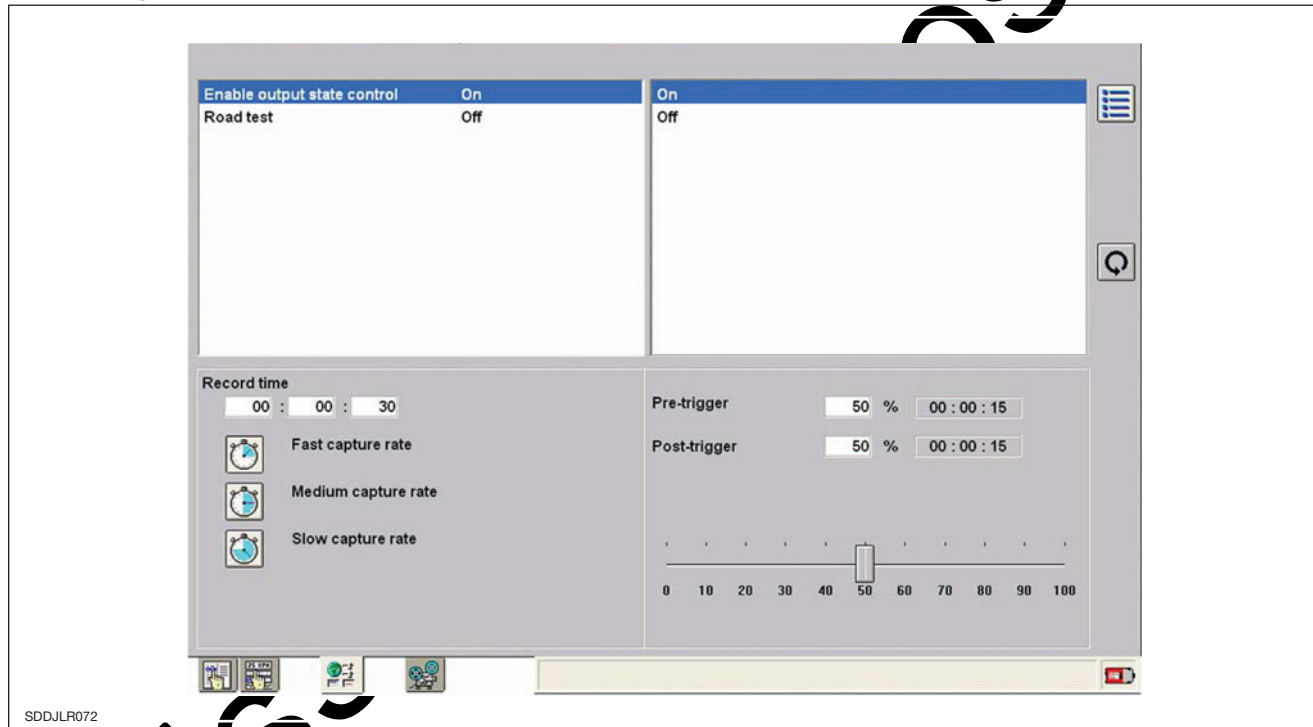 Enable output state control On
Road test Off
On
Off
Record time
00 : 00 : 30
Fast capture rate
Medium capture rate
Slow capture rate
Pre-trigger 50 % 00 : 00 : 15
Post-trigger 50 % 00 : 00 : 15
0 10 20 30 40 50 60 70 80 90 100
SDDJLR072